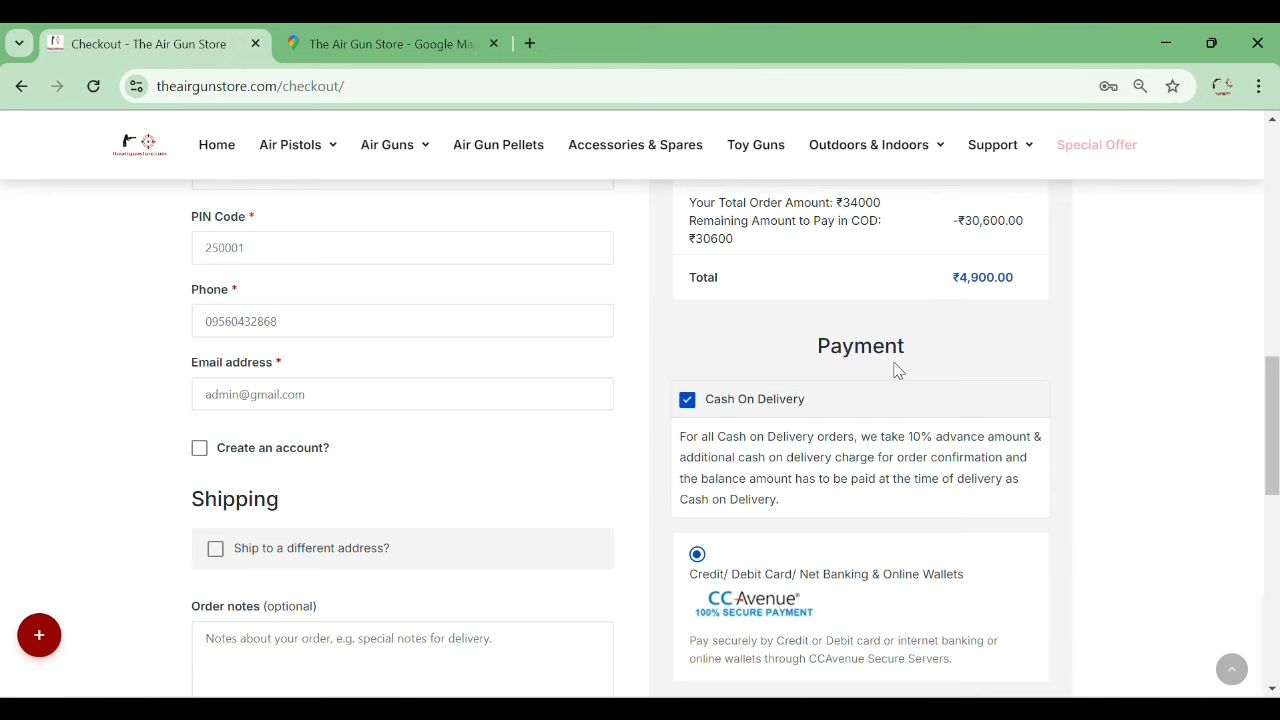 Checkout - The Air Gun Store
The Air Gun Store - Google Ma
theairgunstore.com/checkout/
theairgunstore.com
Home
Air Pistols
Air Guns
Air Gun Pellets
Accessories & Spares
Toy Guns
Outdoors & Indoors
Support
Special Offer
PIN Code *
250001
Phone *
09560432868
Email address *
admin@gmail.com
Create an account?
Shipping
Ship to a different address?
Order notes (optional)
Notes about your order, e.g. special notes for delivery.
+
Your Total Order Amount: ₹34000
Remaining Amount to Pay in COD:
₹30600
-₹30,600.00
Total
₹4,900.00
Payment
Cash On Delivery
For all Cash on Delivery orders, we take 10% advance amount &
additional cash on delivery charge for order confirmation and
the balance amount has to be paid at the time of delivery as
Cash on Delivery.
Credit/ Debit Card/ Net Banking & Online Wallets
CCAvenue®
100% SECURE PAYMENT
Pay securely by Credit or Debit card or internet banking or
online wallets through CCAvenue Secure Servers.